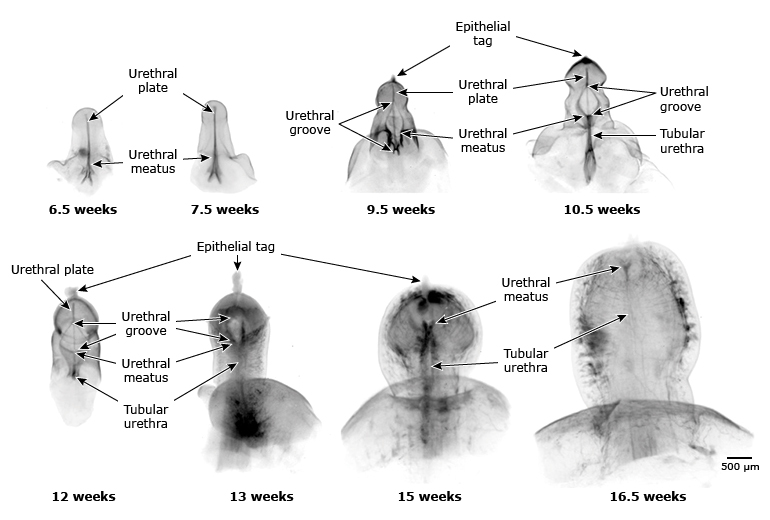 Epithelial
tag
Urethral
plate
Urethral
plate
Urethral
groove
Urethral
groove
Urethral
meatus
Urethral
meatus
Tubular
urethra
6.5 weeks
7.5 weeks
9.5 weeks
10.5 weeks
Epithelial tag
Urethral plate
Urethral
meatus
Urethral
groove
Urethral
meatus
Tubular
urethra
Tubular
urethra
500 µm
12 weeks
13 weeks
15 weeks
16.5 weeks